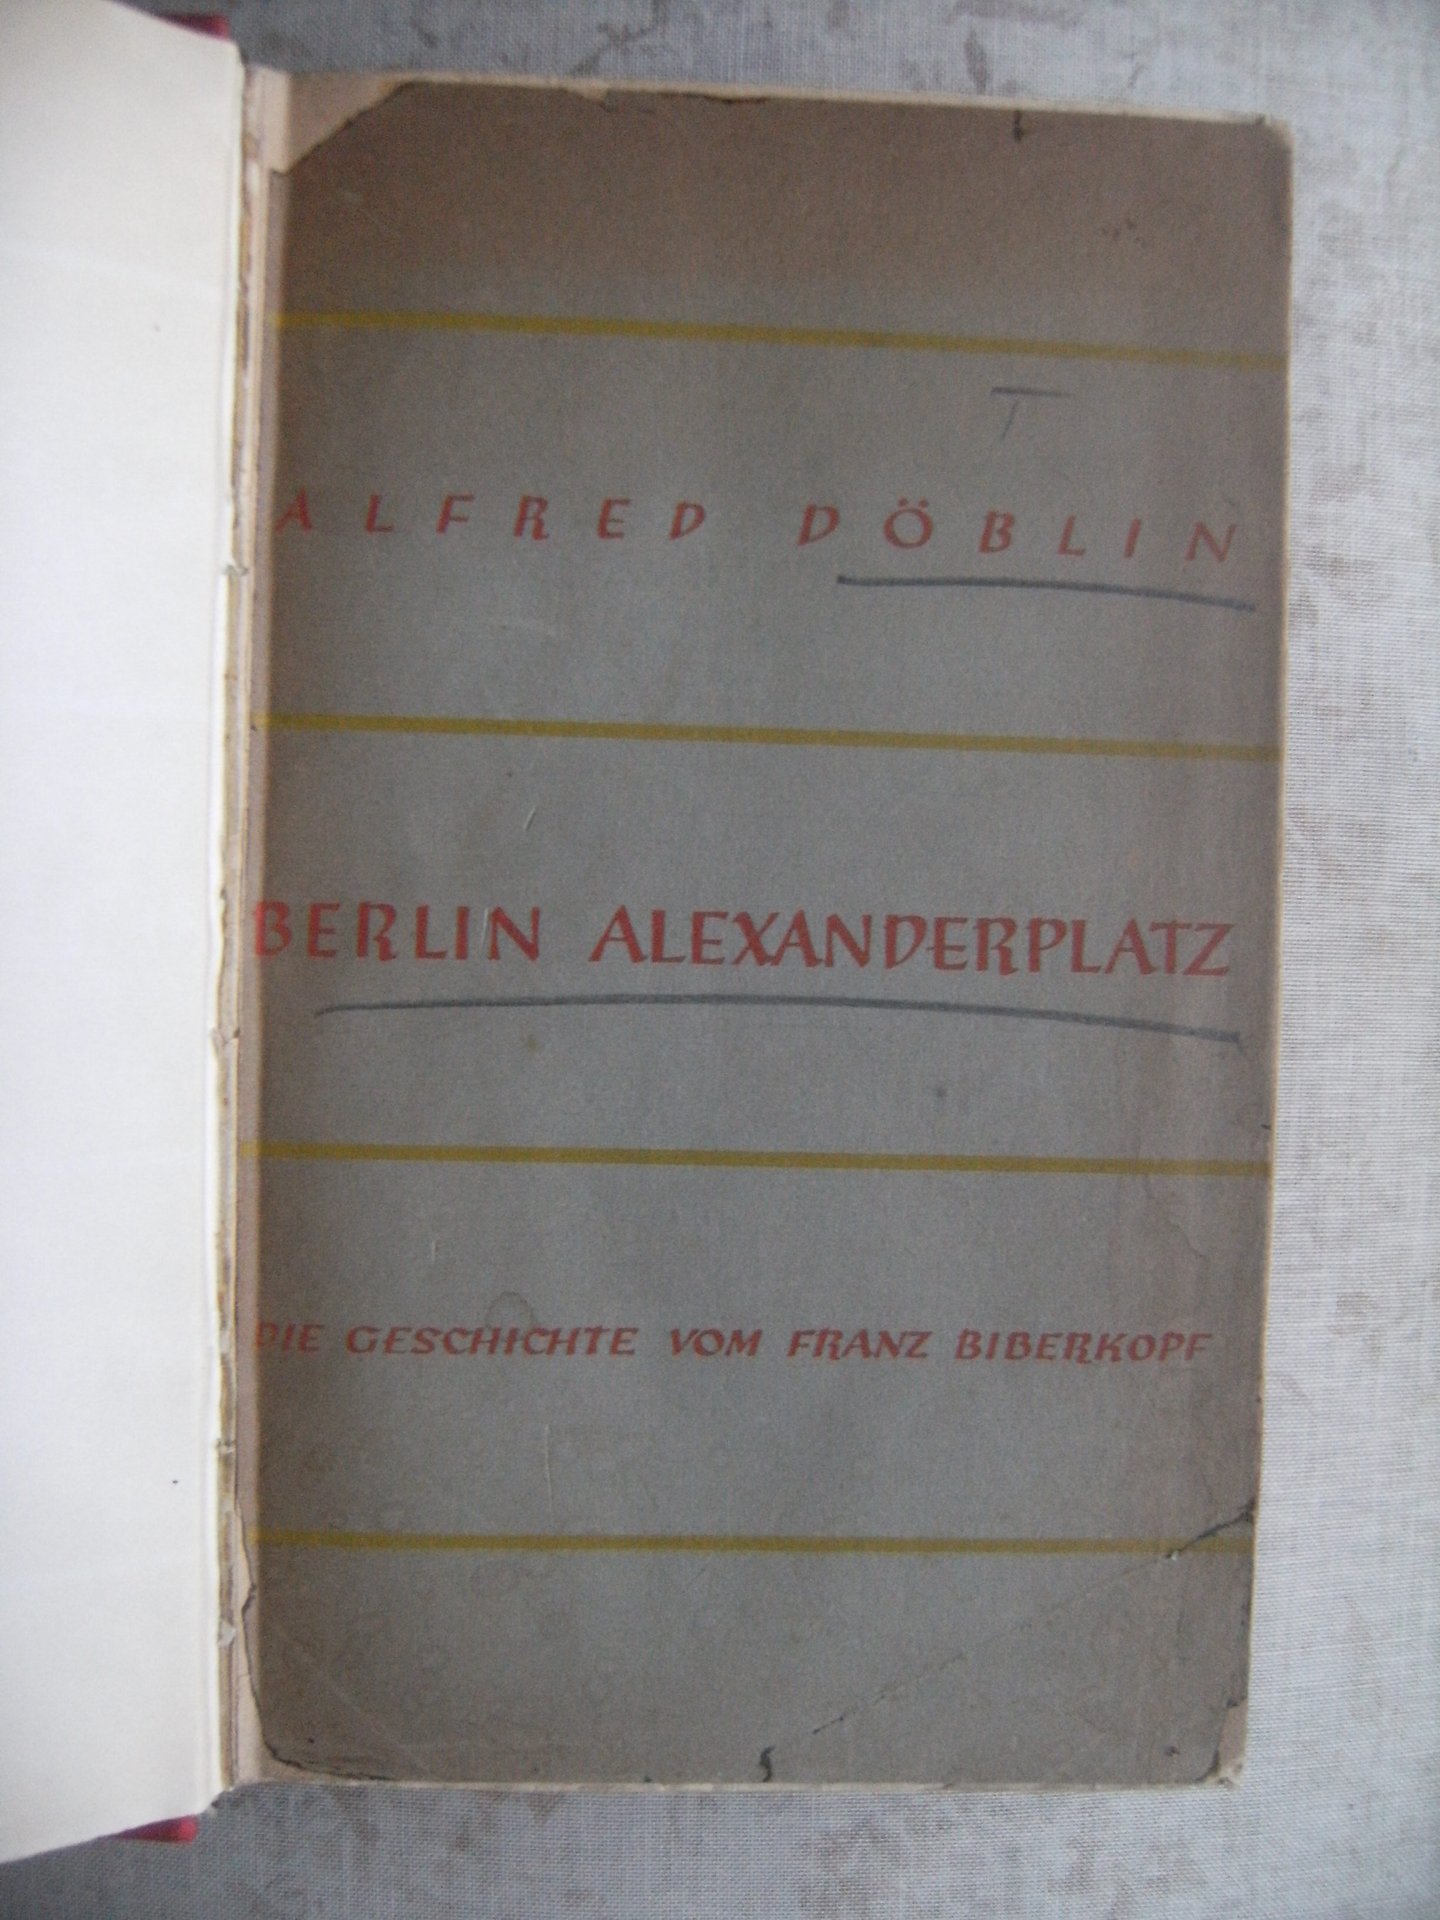 ALFRED DÖBLIN
BERLIN ALEXANDERPLATZ
DIE GESCHICHTE VOM FRANZ BIBERKOPF